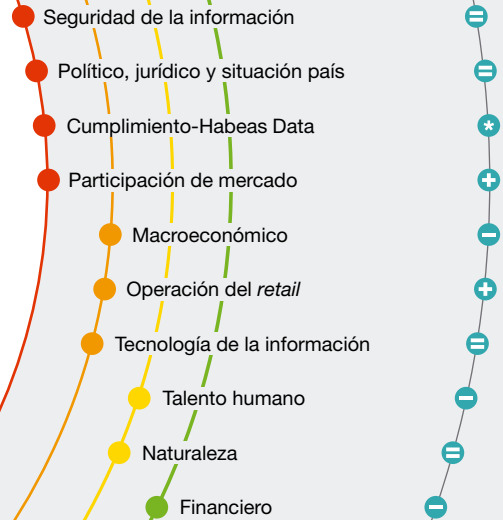 Seguridad de la información =
Político, jurídico y situación país =
Cumplimiento-Habeas Data *
Participación de mercado +
Macroeconómico −
Operación del retail +
Tecnología de la información =
Talento humano −
Naturaleza =
Financiero −